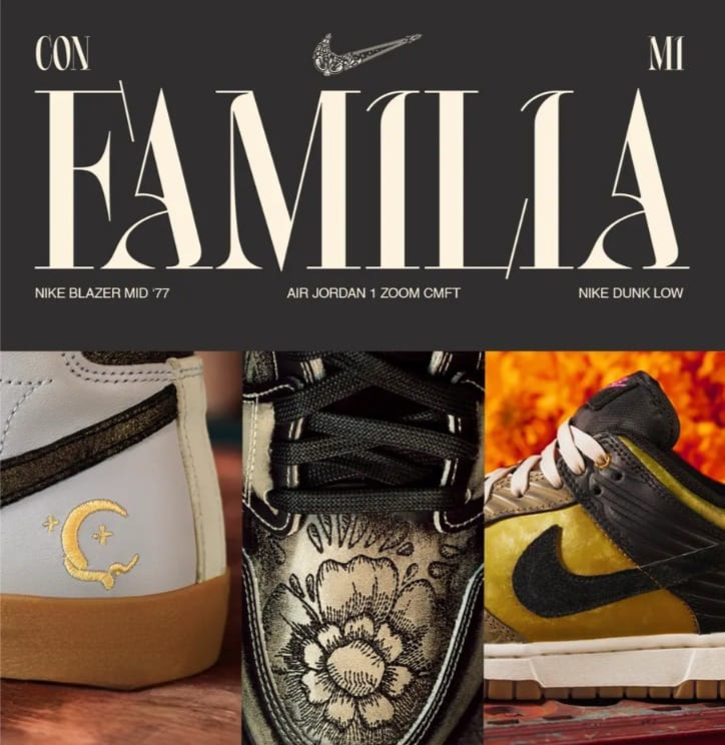 CON MI
FAMILIA
NIKE BLAZER MID ‘77 AIR JORDAN 1 ZOOM CMFT NIKE DUNK LOW